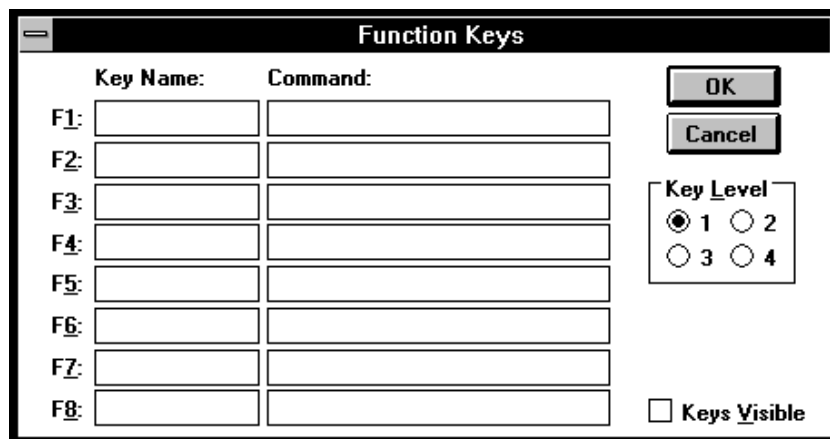 Function Keys
Key Name: Command:
OK
Cancel
F1:
F2:
F3:
F4:
F5:
F6:
F7:
F8:
Key Level
1 2
3 4
Keys Visible